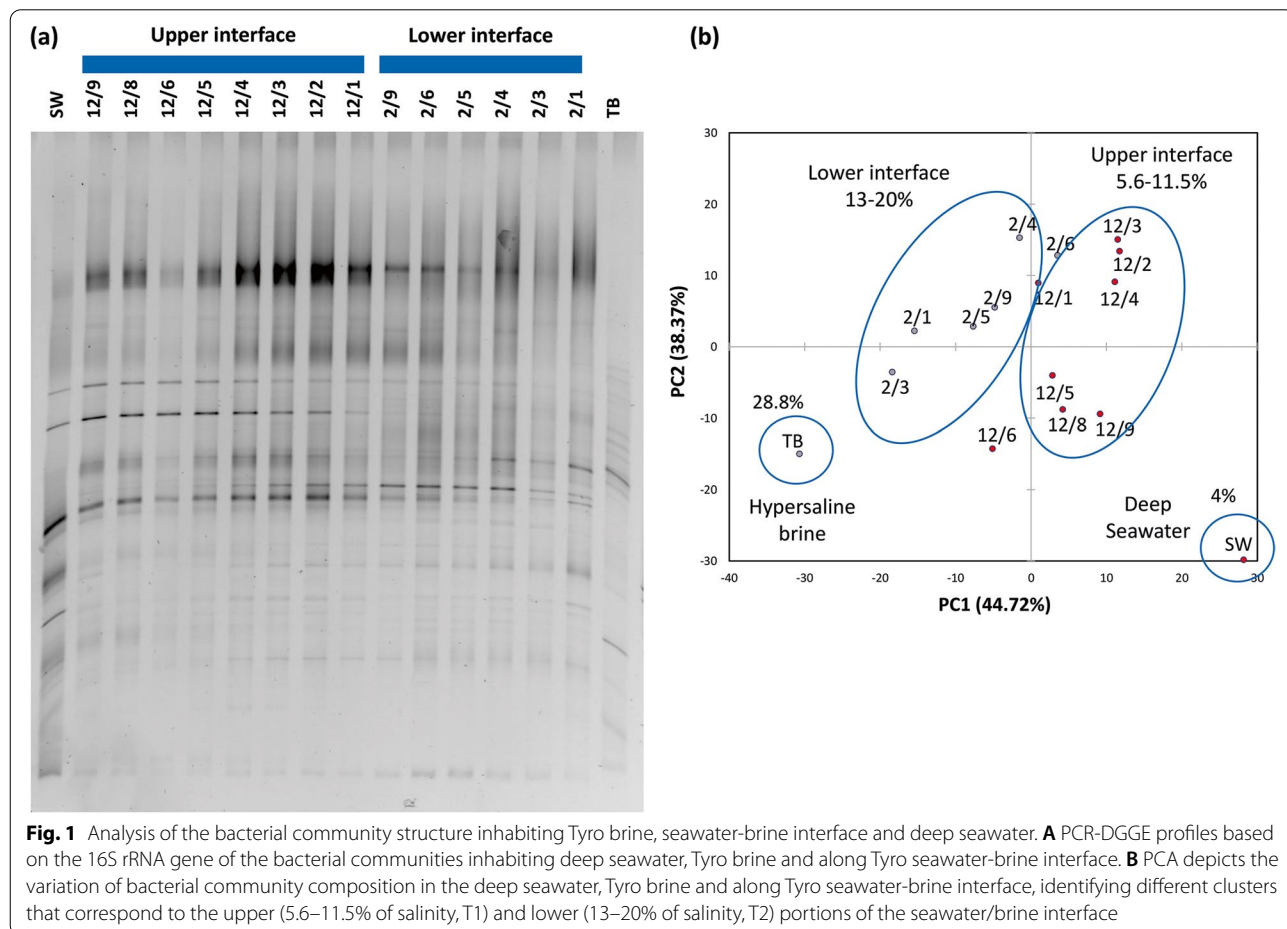 (a)
Upper interface
Lower interface
SW
12/9
12/8
12/6
12/5
12/4
12/3
12/2
12/1
2/9
2/6
2/5
2/4
2/3
2/1
TB
(b)
30
20
10
0
-10
-20
-30
-40
-30
-20
-10
0
10
20
30
PC2 (38.37%)
PC1 (44.72%)
Lower interface
13-20%
Upper interface
5.6-11.5%
2/4
2/6
12/3
12/2
12/4
12/1
2/9
2/5
2/1
2/3
12/5
12/8
12/9
12/6
28.8%
TB
Hypersaline
brine
Deep
Seawater
4%
SW
Fig. 1 Analysis of the bacterial community structure inhabiting Tyro brine, seawater-brine interface and deep seawater. A PCR-DGGE profiles based
on the 16S rRNA gene of the bacterial communities inhabiting deep seawater, Tyro brine and along Tyro seawater-brine interface. B PCA depicts the
variation of bacterial community composition in the deep seawater, Tyro brine and along Tyro seawater-brine interface, identifying different clusters
that correspond to the upper (5.6–11.5% of salinity, T1) and lower (13–20% of salinity, T2) portions of the seawater/brine interface